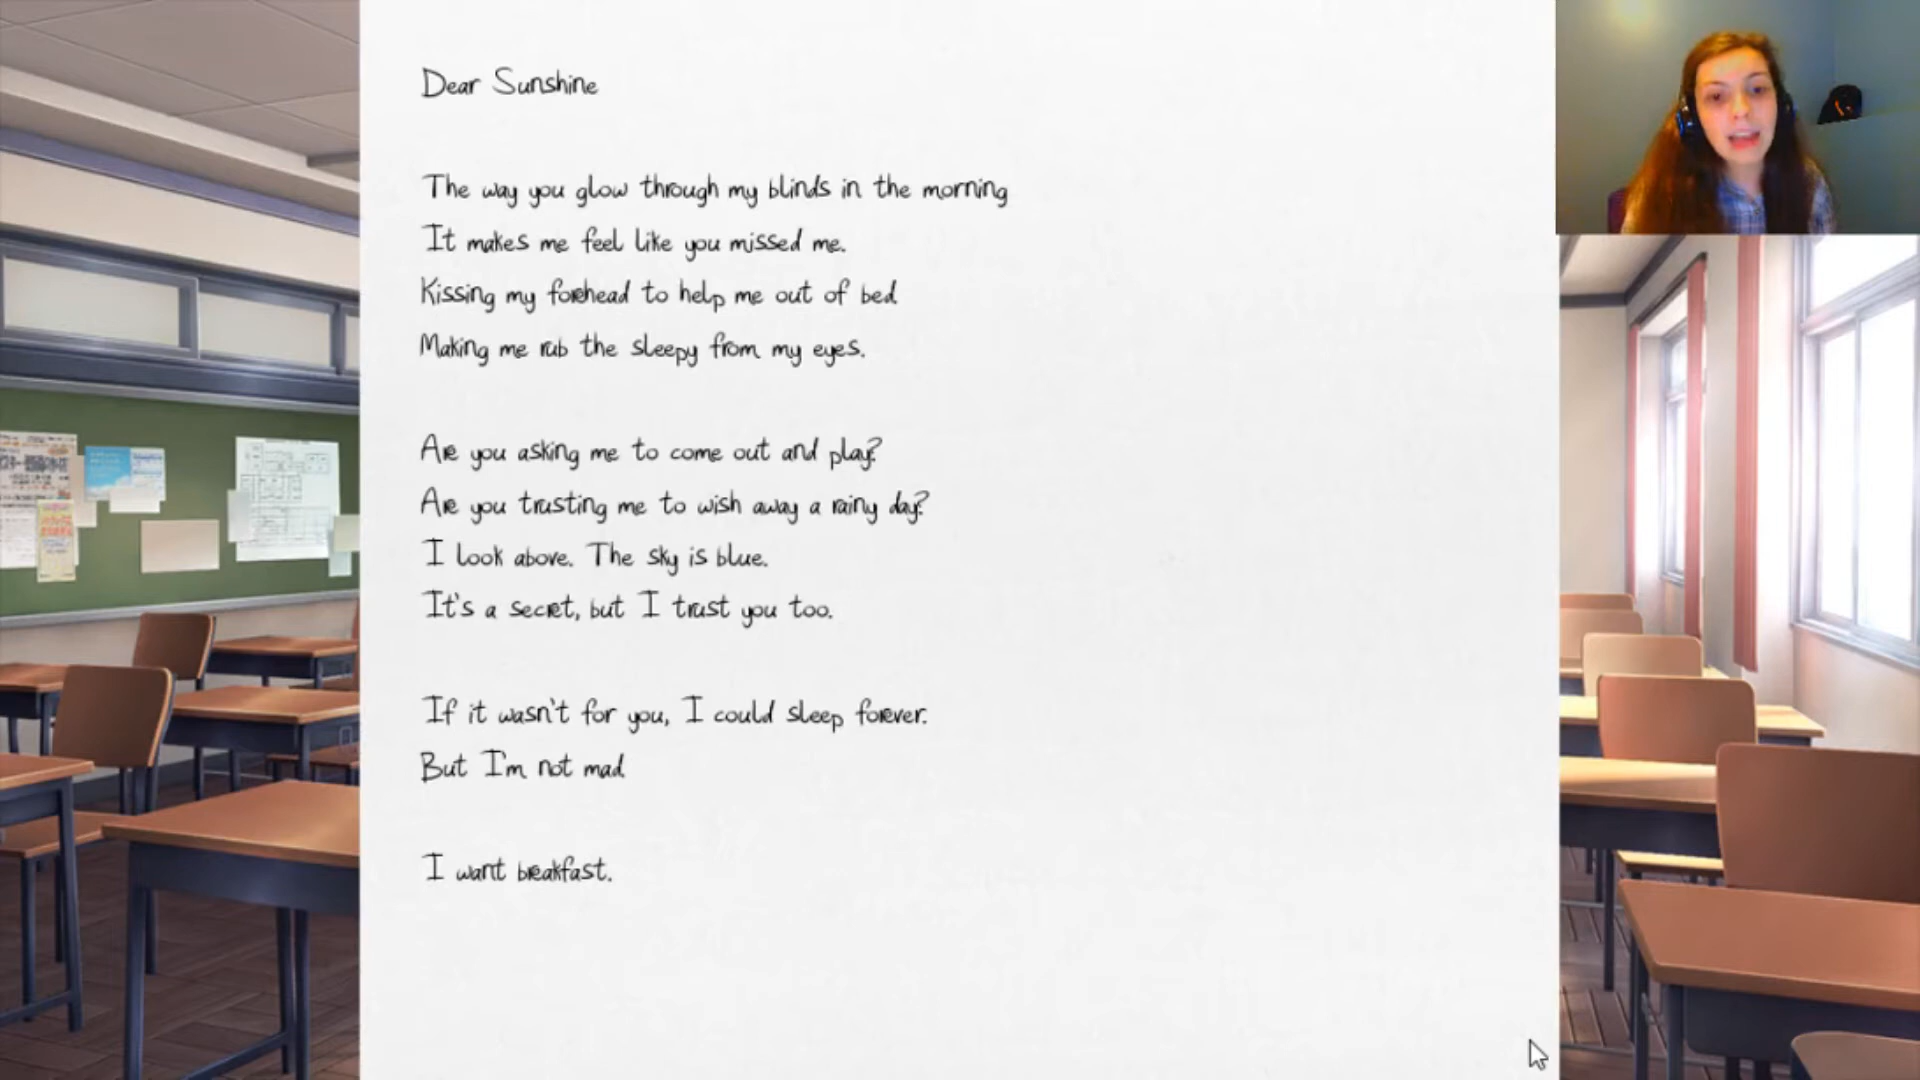 Dear Sunshine
The way you glow through my blinds in the morning
It makes me feel like you missed me.
Kissing my forehead to help me out of bed.
Making me rub the sleepy from my eyes.
Are you asking me to come out and play?
Are you trusting me to wish away a rainy day?
I look above. The sky is blue.
It's a secret, but I trust you too.
If it wasn't for you, I could sleep forever.
But I'm not mad.
I want breakfast.